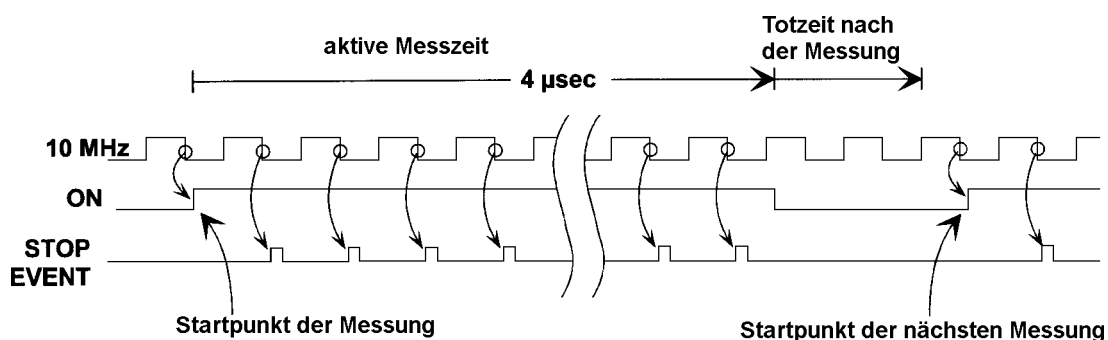 aktive Messzeit
Totzeit nach
der Messung
4 µsec
10 MHz
ON
STOP
EVENT
Startpunkt der Messung
Startpunkt der nächsten Messung